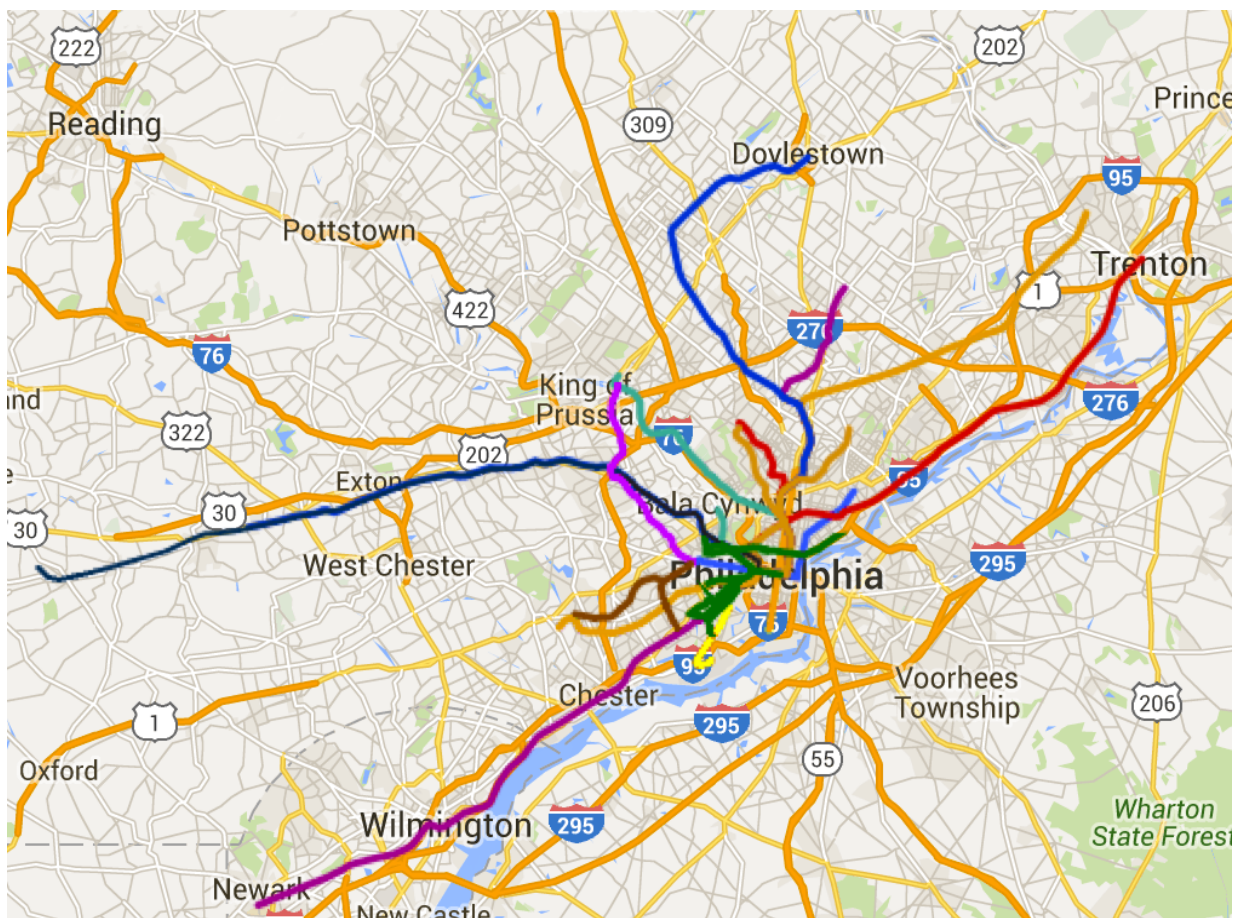 222
202
Reading
309
Prince
Doylestown
95
Pottstown
Trenton
1
422
276
76
King of
Prussia
276
and
76
322
202
95
Exton
Bala Cynwyd
30
30
295
West Chester
Philadelphia
76
95
Chester
Voorhees
Township
206
1
295
55
Oxford
Wharton
State Forest
Wilmington
295
Newark
New Castle